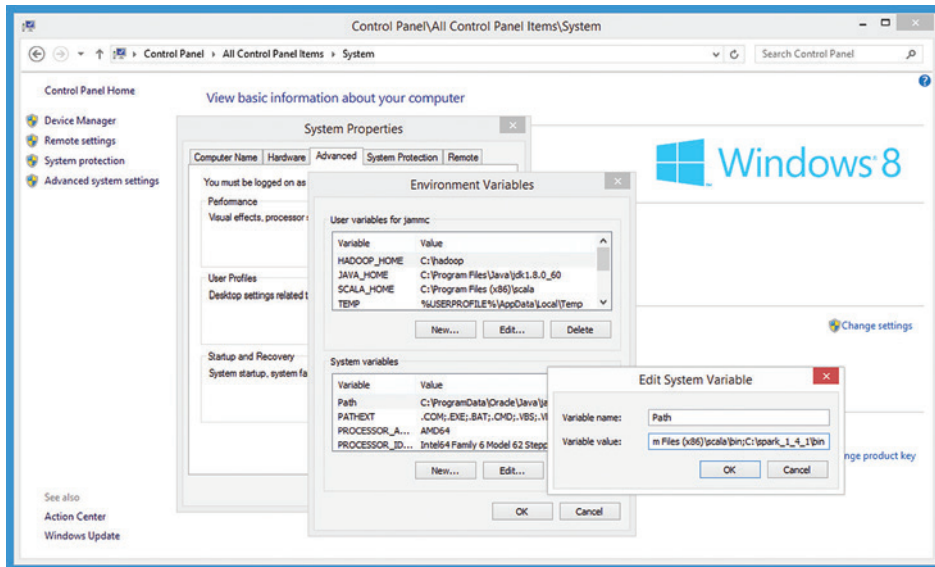 Control Panel\All Control Panel Items\System
Control Panel › All Control Panel Items › System
Search Control Panel
Control Panel Home
Device Manager
Remote settings
System protection
Advanced system settings
See also
Action Center
Windows Update
View basic information about your computer
Windows 8
Change settings
nge product key
System Properties
Computer Name Hardware Advanced System Protection Remote
You must be logged on as
Performance
Visual effects, processor
User Profiles
Desktop settings related t
Startup and Recovery
System startup, system fa
Environment Variables
User variables for jammc
Variable Value
HADOOP_HOME C:\hadoop
JAVA_HOME C:\Program Files\Java\jdk1.8.0_60
SCALA_HOME C:\Program Files (x86)\scala
TEMP %USERPROFILE%\AppData\Local\Temp
New... Edit... Delete
System variables
Variable Value
Path C:\ProgramData\Oracle\Java\ja
PATHEXT .COM;.EXE;.BAT;.CMD;.VBS;.VI
PROCESSOR_A... AMD64
PROCESSOR_ID... Intel64 Family 6 Model 62 Stepp
New... Edit...
OK Cancel
Edit System Variable
Variable name: Path
Variable value: m Files (x86)\scala\bin;C:\spark_1_4_1\bin
OK Cancel